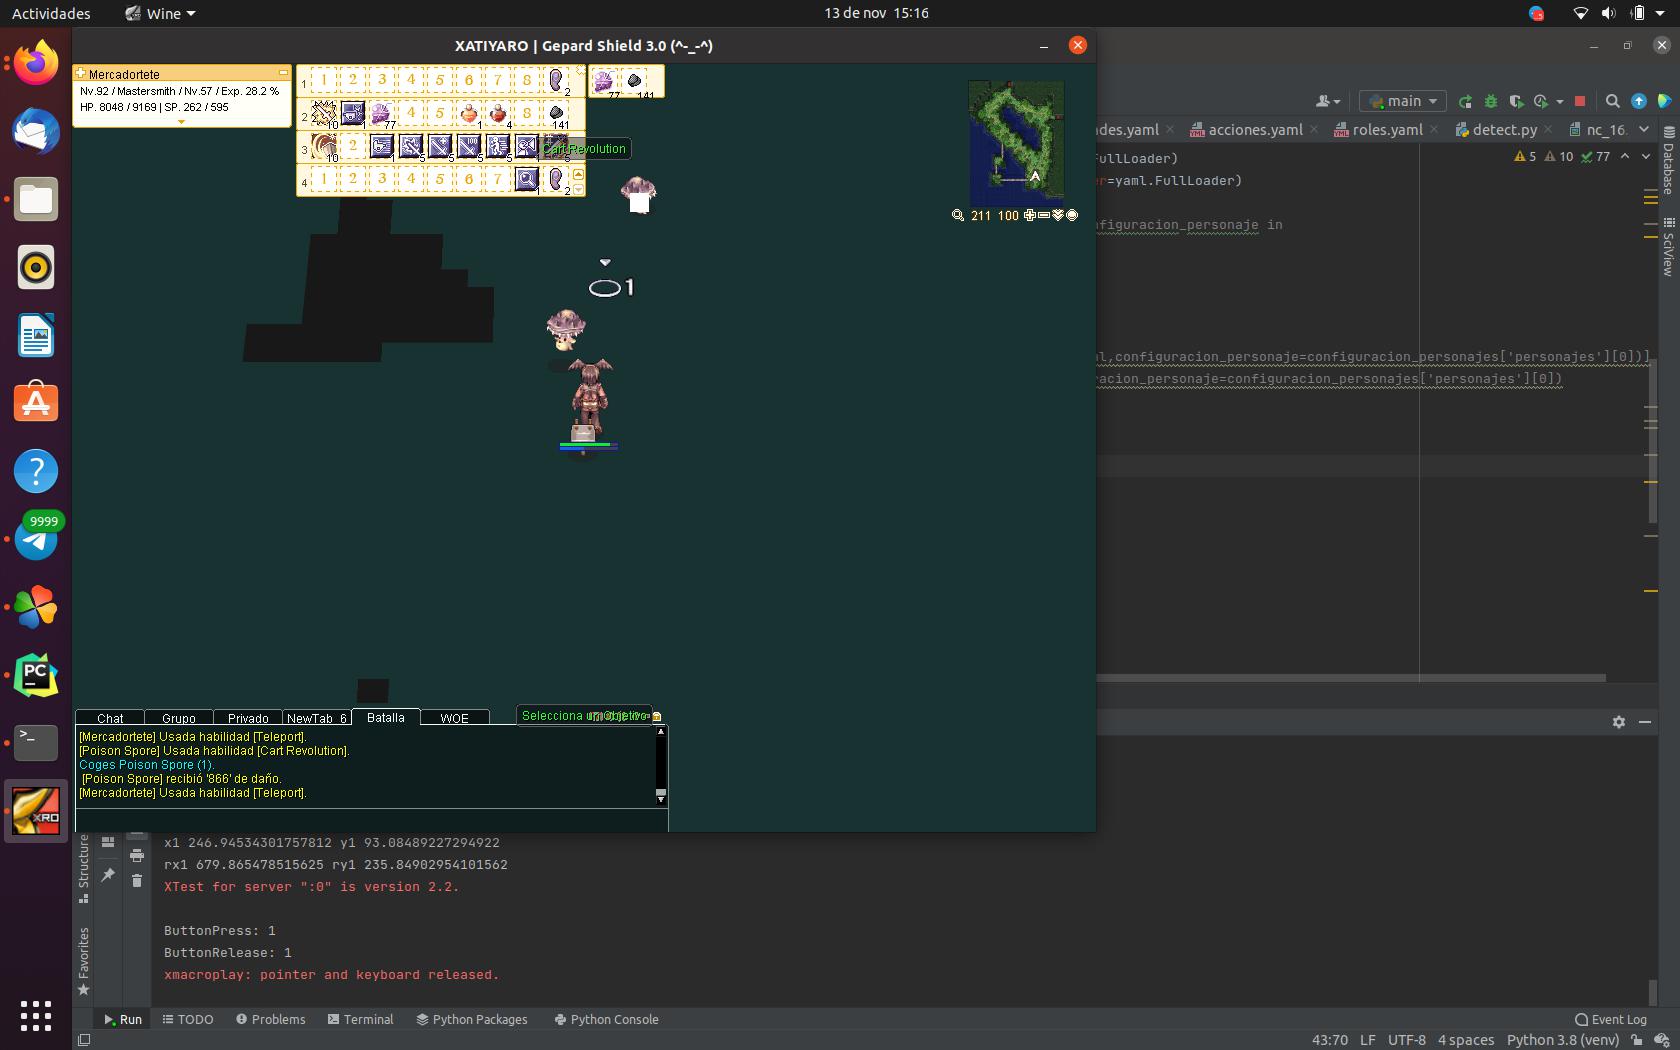 Actividades
Wine
13 de nov 15:16
XATIYARO | Gepard Shield 3.0 (^-_-^)
Mercadortete
Nv.92 / Mastersmith / Nv.57 / Exp. 28.2 %
HP. 8048 / 9169 | SP. 262 / 595
1 1 2 3 4 5 6 7 8 2
77 141
2 10 1 77 4 5 1 4 8 141
3 10 2 1 5 5 5 5 1 5
Cart Revolution
4 1 2 3 4 5 6 7 1 2
211 100
1
main
des.yaml
acciones.yaml
roles.yaml
detect.py
nc_16.
FullLoader)
er=yaml.FullLoader)
5 10 77
nfiguracion_personaje in
ml,configuracion_personaje=configuracion_personajes['personajes'][0])]
racion_personaje=configuracion_personajes['personajes'][0])
Database
SciView
9999
PC
XRO
Chat
Grupo
Privado
NewTab_6
Batalla
WOE
Selecciona un Objetivo
[Mercadortete] Usada habilidad [Teleport].
[Poison Spore] Usada habilidad [Cart Revolution].
Coges Poison Spore (1).
[Poison Spore] recibió '866' de daño.
[Mercadortete] Usada habilidad [Teleport].
x1 246.94534301757812 y1 93.08489227294922
rx1 679.865478515625 ry1 235.84902954101562
XTest for server ":0" is version 2.2.
ButtonPress: 1
ButtonRelease: 1
xmacroplay: pointer and keyboard released.
Structure
Favorites
Run
TODO
Problems
Terminal
Python Packages
Python Console
Event Log
43:70 LF UTF-8 4 spaces Python 3.8 (venv)